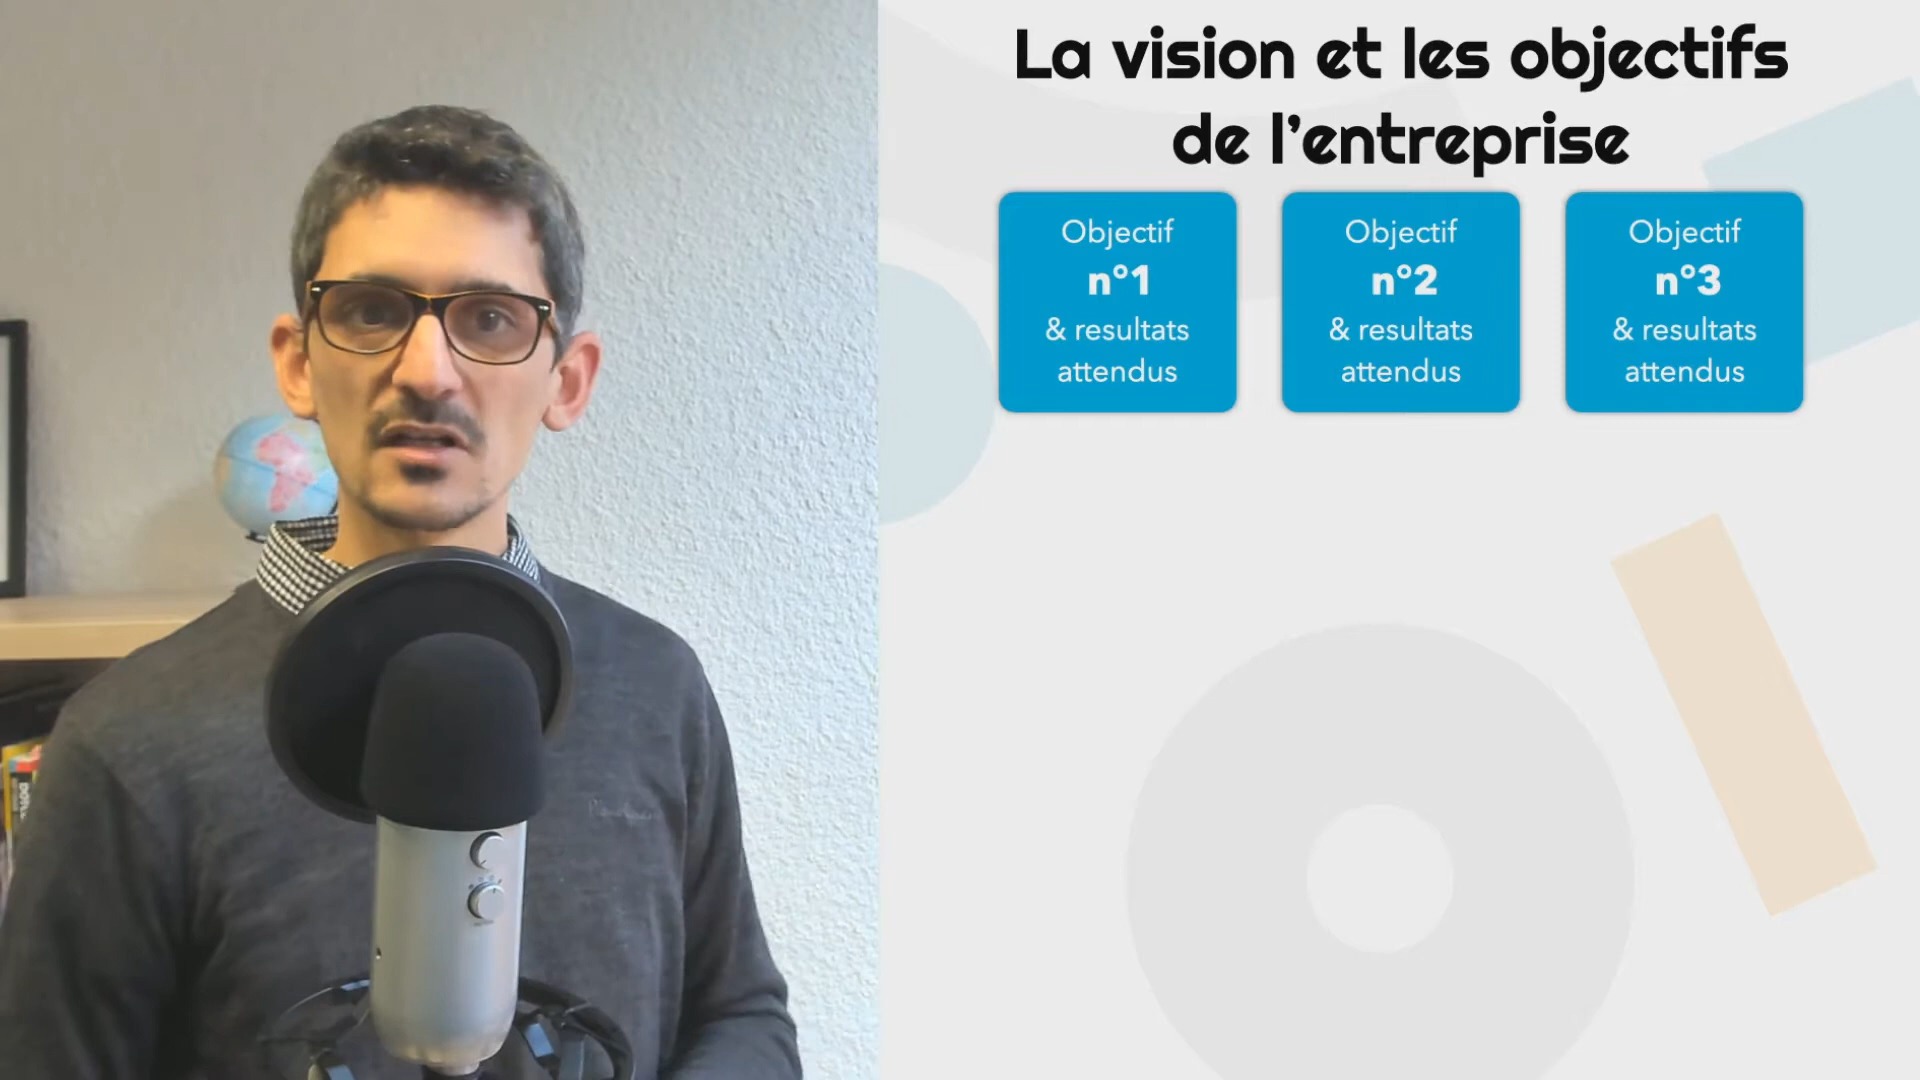 La vision et les objectifs
de l’entreprise
Objectif
n°1
& resultats
attendus
Objectif
n°2
& resultats
attendus
Objectif
n°3
& resultats
attendus